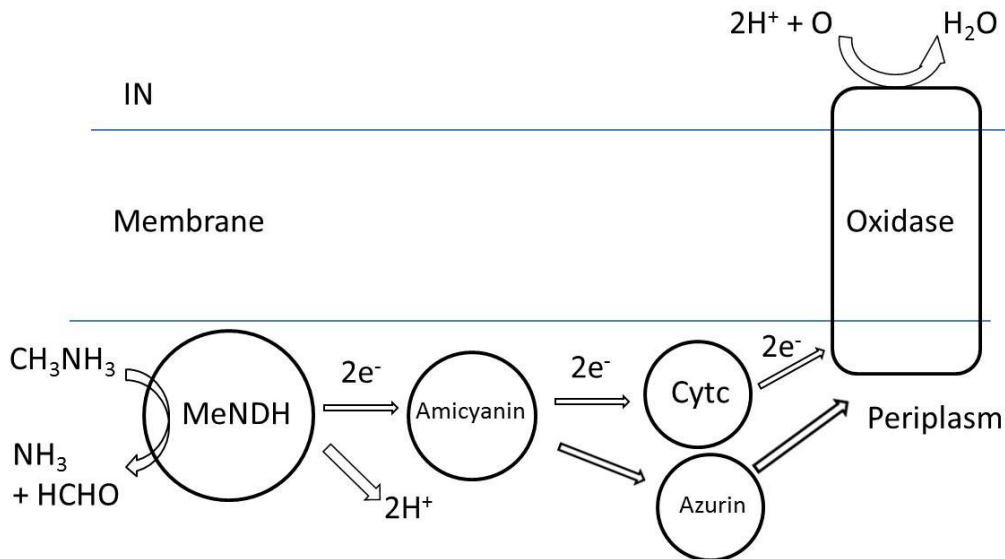 2H⁺ + O
H₂O
IN
Membrane
Oxidase
CH₃NH₃
2e⁻
2e⁻
2e⁻
MeNDH
Amicyanin
Cytc
Periplasm
NH₃
+ HCHO
2H⁺
Azurin